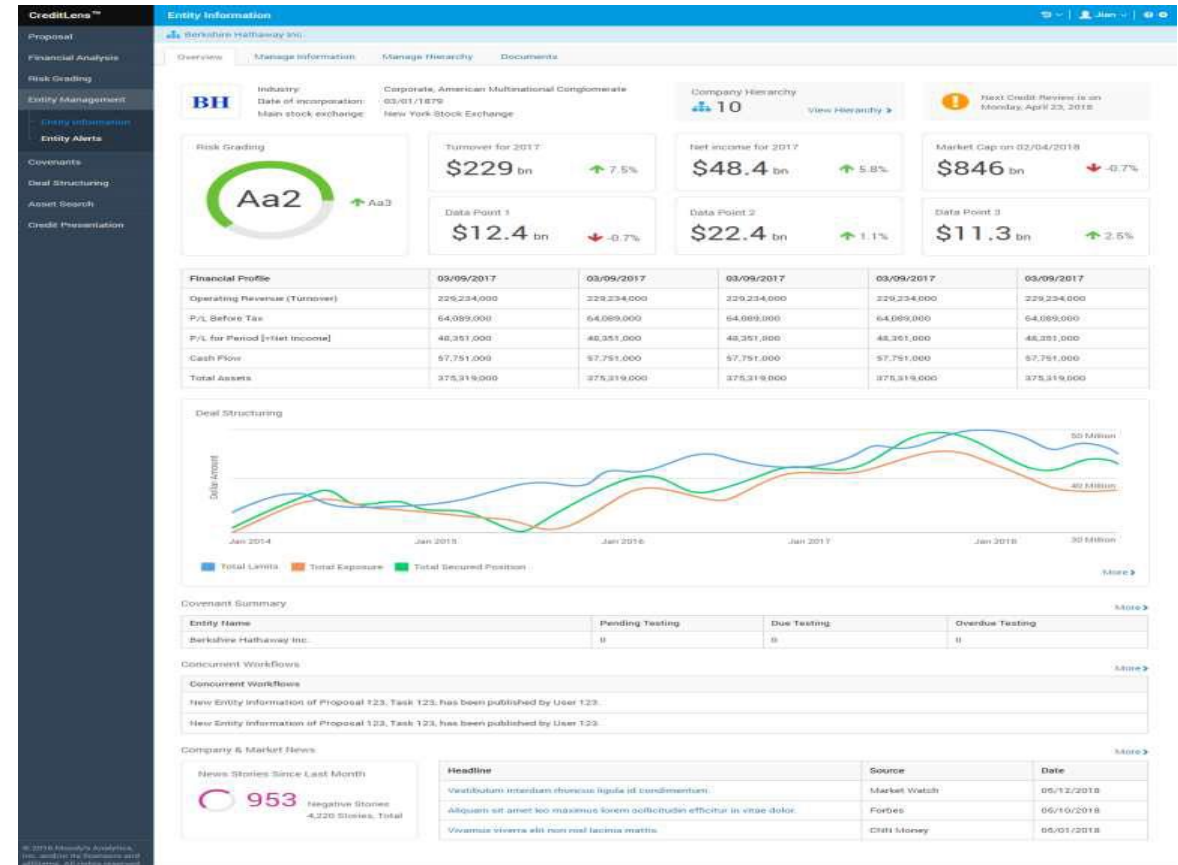 CreditLens™
Proposal
Financial Analysis
Risk Grading
Entity Management
Entity Information
Entity Alerts
Covenants
Deal Structuring
Asset Search
Credit Presentation
© 2018 Moody's Analytics,
Inc. and/or its licensors and
affiliates. All rights reserved
Entity Information
Jian
Berkshire Hathaway Inc.
Overview Manage Information Manage Hierarchy Documents
BH
Industry: Corporate, American Multinational Conglomerate
Date of incorporation: 03/01/1879
Main stock exchange: New York Stock Exchange
Company Hierarchy
10 View Hierarchy
Next Credit Review is on
Monday, April 23, 2018
Risk Grading
Aa2
Aa3
Turnover for 2017
$229 bn 7.5%
Net income for 2017
$48.4 bn 5.8%
Market Cap on 02/04/2018
$846 bn -0.7%
Data Point 1
$12.4 bn -0.7%
Data Point 2
$22.4 bn 1.1%
Data Point 3
$11.3 bn 2.5%
Financial Profile 03/09/2017 03/09/2017 03/09/2017 03/09/2017 03/09/2017
Operating Revenue (Turnover) 229,234,000 229,234,000 229,234,000 229,234,000 229,234,000
P/L Before Tax 64,089,000 64,089,000 64,089,000 64,089,000 64,089,000
P/L for Period [=Net Income] 48,351,000 48,351,000 48,351,000 48,351,000 48,351,000
Cash Flow 57,751,000 57,751,000 57,751,000 57,751,000 57,751,000
Total Assets 375,319,000 375,319,000 375,319,000 375,319,000 375,319,000
Deal Structuring
Dollar Amount
50 Million
40 Million
30 Million
Jan 2014 Jan 2015 Jan 2016 Jan 2017 Jan 2018
Total Limits Total Exposure Total Secured Position
More
Covenant Summary
More
Entity Name Pending Testing Due Testing Overdue Testing
Berkshire Hathaway Inc.
Concurrent Workflows
More
Concurrent Workflows
New Entity Information of Proposal 123, Task 123, has been published by User 123.
New Entity Information of Proposal 123, Task 123, has been published by User 123.
Company & Market News
More
News Stories Since Last Month
953 Negative Stories
4,220 Stories, Total
Headline Source Date
Vestibulum interdum rhoncus ligula id condimentum. Market Watch 06/12/2018
Aliquam sit amet leo maximus lorem sollicitudin efficitur in vitae dolor. Forbes 06/10/2018
Vivamus viverra elit non nisl lacinia mattis. CNN Money 06/01/2018